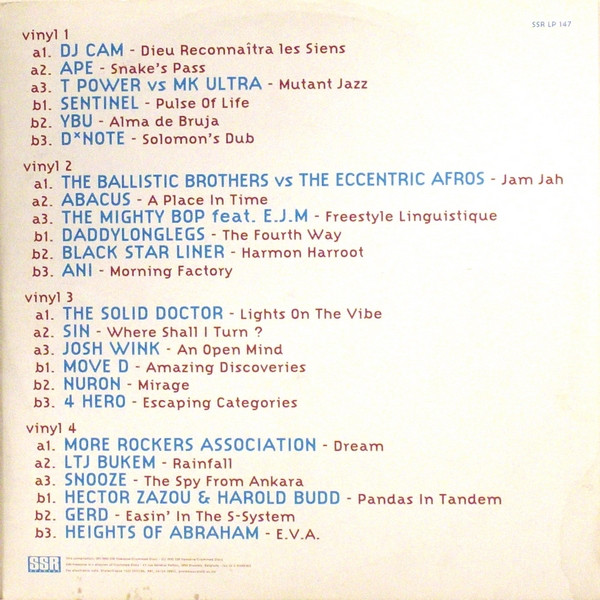 SSR LP 147
vinyl 1
a1. DJ CAM - Dieu Reconnaîtra les Siens
a2. APE - Snake's Pass
a3. T POWER vs MK ULTRA - Mutant Jazz
b1. SENTINEL - Pulse Of Life
b2. YBU - Alma de Bruja
b3. D*NOTE - Solomon's Dub
vinyl 2
a1. THE BALLISTIC BROTHERS vs THE ECCENTRIC AFROS - Jam Jah
a2. ABACUS - A Place In Time
a3. THE MIGHTY BOP feat. E.J.M - Freestyle Linguistique
b1. DADDYLONGLEGS - The Fourth Way
b2. BLACK STAR LINER - Harmon Harroot
b3. ANI - Morning Factory
vinyl 3
a1. THE SOLID DOCTOR - Lights On The Vibe
a2. SIN - Where Shall I Turn ?
a3. JOSH WINK - An Open Mind
b1. MOVE D - Amazing Discoveries
b2. NURON - Mirage
b3. 4 HERO - Escaping Categories
vinyl 4
a1. MORE ROCKERS ASSOCIATION - Dream
a2. LTJ BUKEM - Rainfall
a3. SNOOZE - The Spy From Ankara
b1. HECTOR ZAZOU & HAROLD BUDD - Pandas In Tandem
b2. GERD - Easin' In The S-System
b3. HEIGHTS OF ABRAHAM - E.V.A.
SSR